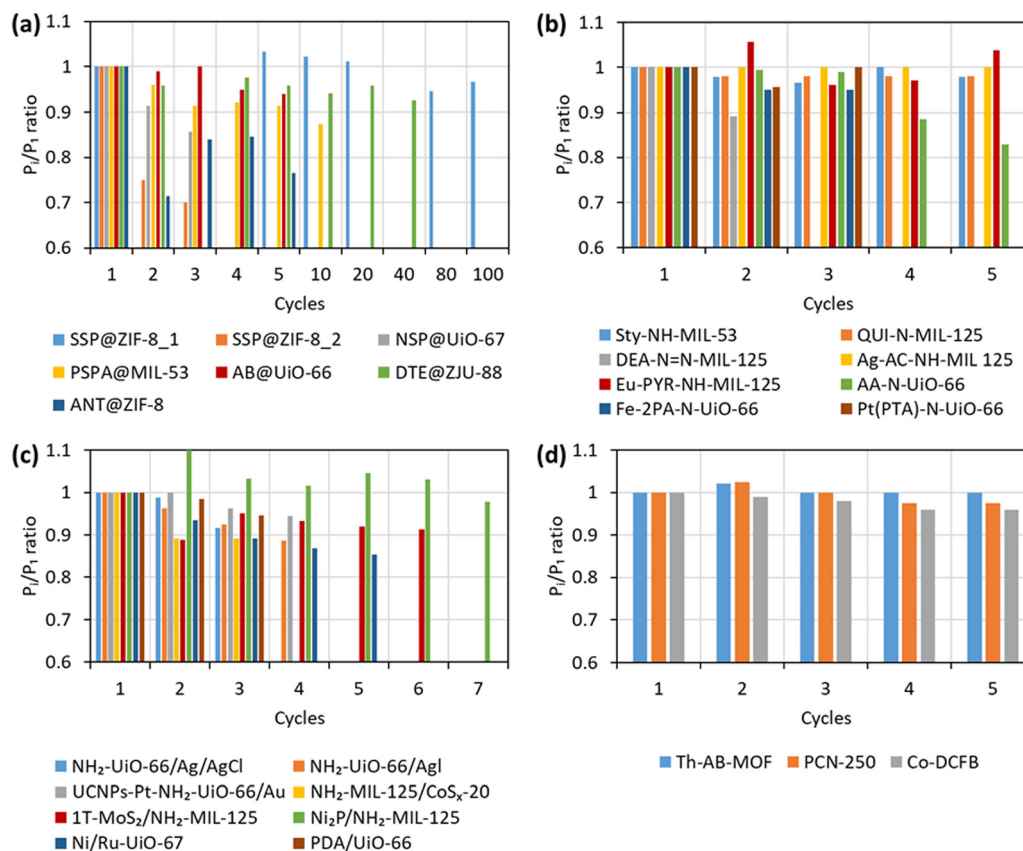 (a)
1.1
1
0.9
0.8
0.7
0.6
Pᵢ/P₁ ratio
1 2 3 4 5 10 20 40 80 100
Cycles
SSP@ZIF-8_1 SSP@ZIF-8_2 NSP@UiO-67
PSPA@MIL-53 AB@UiO-66 DTE@ZJU-88
ANT@ZIF-8
(b)
1.1
1
0.9
0.8
0.7
0.6
Pᵢ/P₁ ratio
1 2 3 4 5
Cycles
Sty-NH-MIL-53 QUI-N-MIL-125
DEA-N=N-MIL-125 Ag-AC-NH-MIL 125
Eu-PYR-NH-MIL-125 AA-N-UiO-66
Fe-2PA-N-UiO-66 Pt(PTA)-N-UiO-66
(c)
1.1
1
0.9
0.8
0.7
0.6
Pᵢ/P₁ ratio
1 2 3 4 5 6 7
Cycles
NH₂-UiO-66/Ag/AgCl NH₂-UiO-66/AgI
UCNPs-Pt-NH₂-UiO-66/Au NH₂-MIL-125/CoSₓ-20
1T-MoS₂/NH₂-MIL-125 Ni₂P/NH₂-MIL-125
Ni/Ru-UiO-67 PDA/UiO-66
(d)
1.1
1
0.9
0.8
0.7
0.6
Pᵢ/P₁ ratio
1 2 3 4 5
Cycles
Th-AB-MOF PCN-250 Co-DCFB